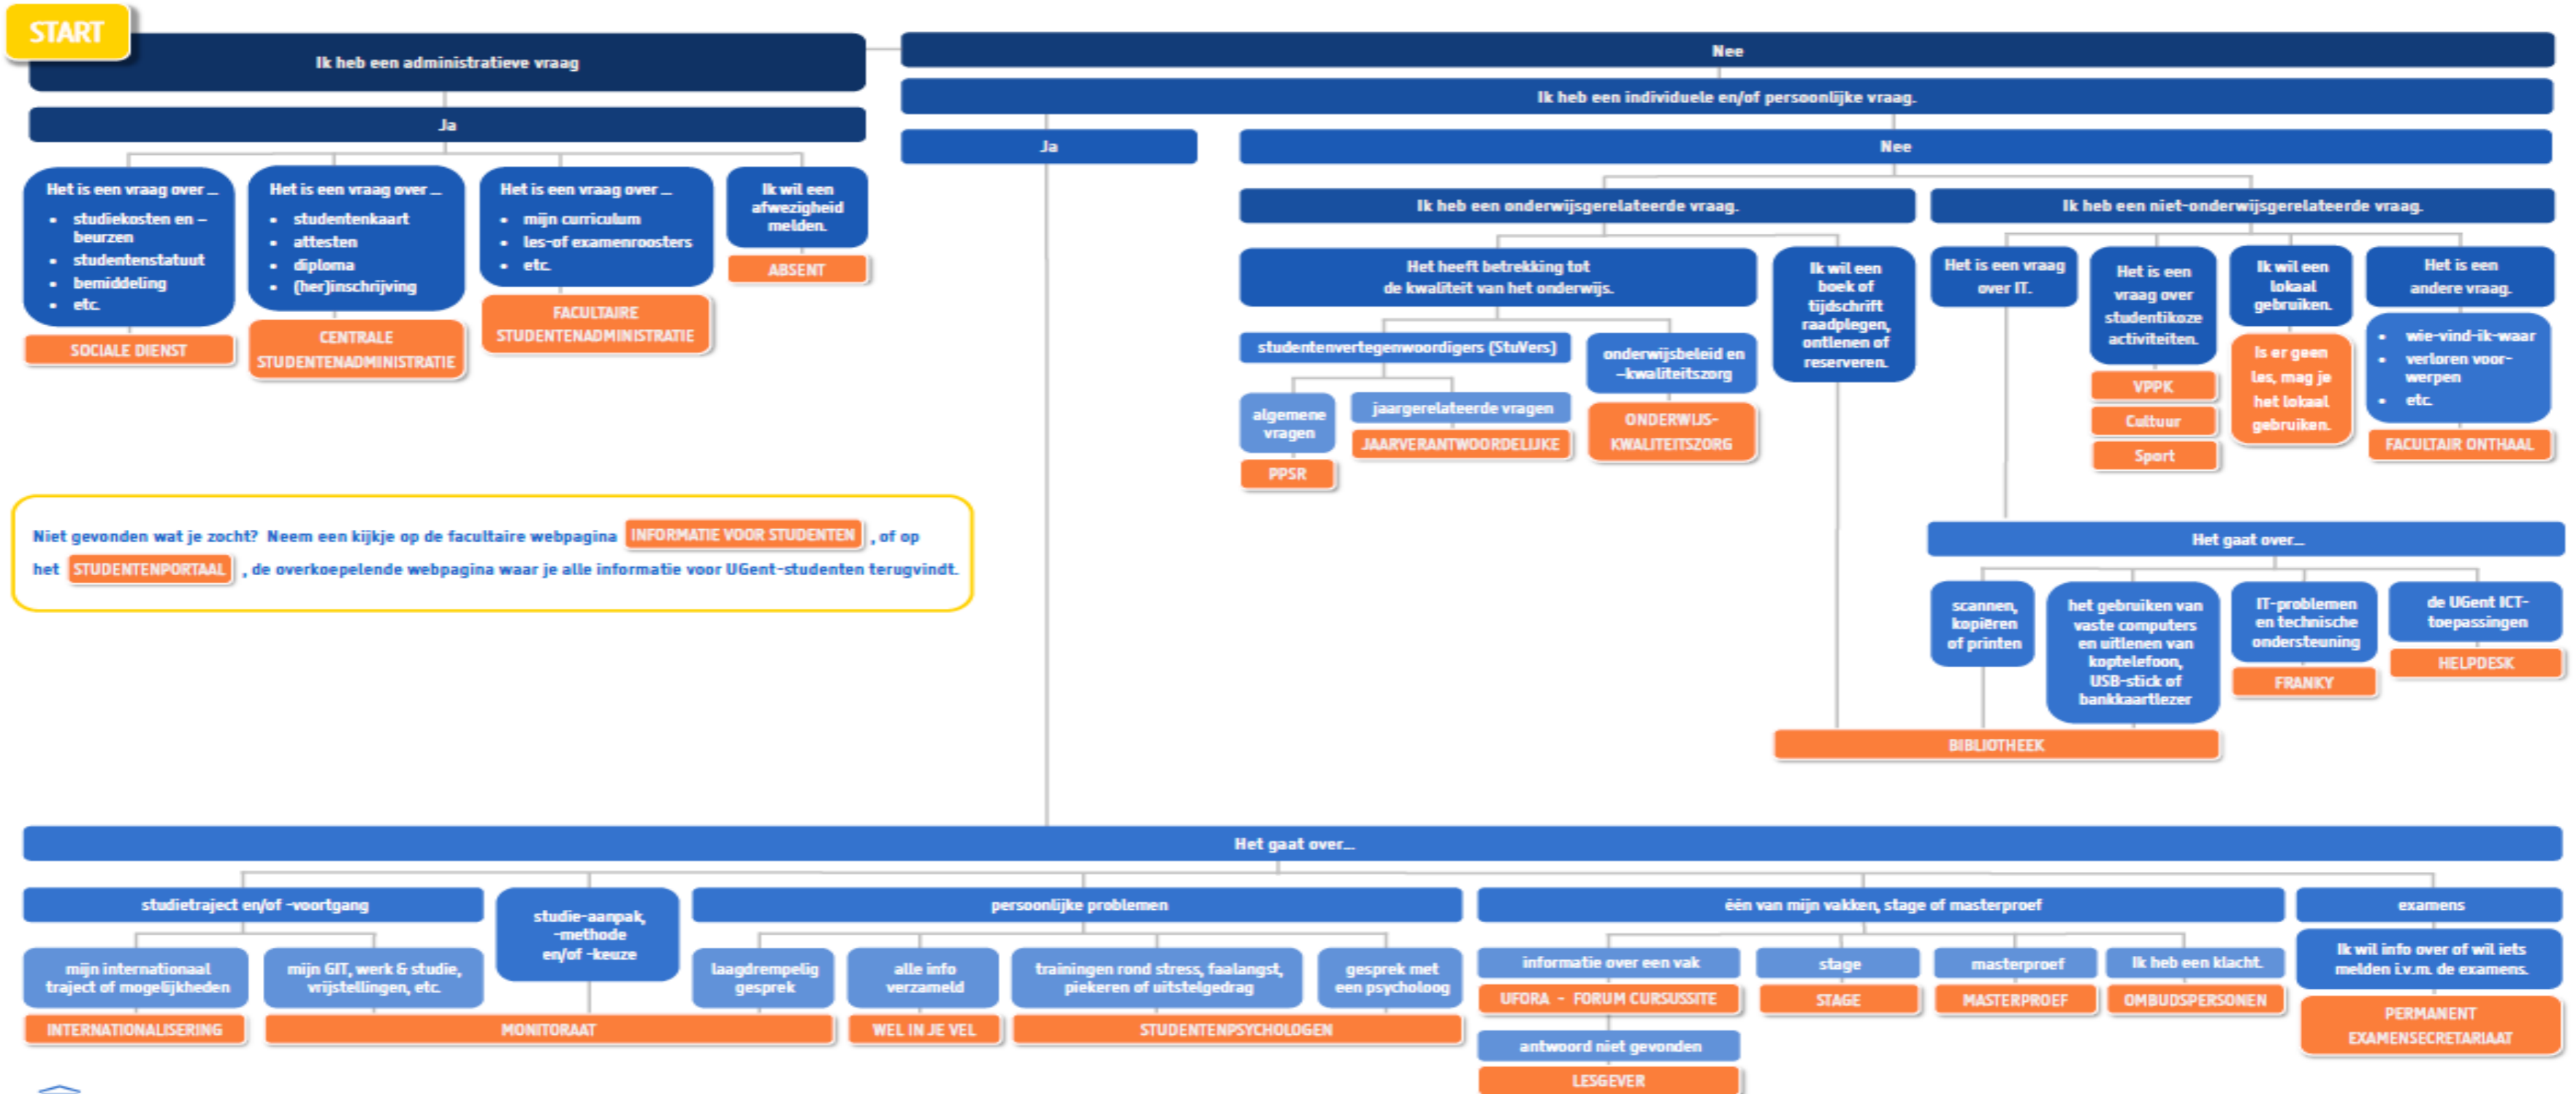 START
Ik heb een administratieve vraag
Nee
Ik heb een individuele en/of persoonlijke vraag.
Ja
Ja
Nee
Het is een vraag over ...
• studiekosten en –
beurzen
• studentenstatuut
• bemiddeling
• etc.
SOCIALE DIENST
Het is een vraag over ...
• studentenkaart
• attesten
• diploma
• (her)inschrijving
CENTRALE
STUDENTENADMINISTRATIE
Het is een vraag over ...
• mijn curriculum
• les-of examenroosters
• etc.
FACULTAIRE
STUDENTENADMINISTRATIE
Ik wil een
afwezigheid
melden.
ABSENT
Ik heb een onderwijsgerelateerde vraag.
Ik heb een niet-onderwijsgerelateerde vraag.
Het heeft betrekking tot
de kwaliteit van het onderwijs.
studentenvertegenwoordigers (StuVers)
algemene
vragen
PPSR
jaargerelateerde vragen
JAARVERANTWOORDELIJKE
onderwijsbeleid en
–kwaliteitszorg
ONDERWIJS-
KWALITEITSZORG
Ik wil een
boek of
tijdschrift
raadplegen,
ontlenen of
reserveren.
Het is een vraag
over IT.
Het is een
vraag over
studentikoze
activiteiten.
VPPK
Cultuur
Sport
Ik wil een
lokaal
gebruiken.
Is er geen
les, mag je
het lokaal
gebruiken.
Het is een
andere vraag.
• wie-vind-ik-waar
• verloren voor-
werpen
• etc.
FACULTAIR ONTHAAL
Niet gevonden wat je zocht? Neem een kijkje op de facultaire webpagina INFORMATIE VOOR STUDENTEN , of op
het STUDENTENPORTAAL , de overkoepelende webpagina waar je alle informatie voor UGent-studenten terugvindt.
Het gaat over...
scannen,
kopiëren
of printen
het gebruiken van
vaste computers
en uitlenen van
koptelefoon,
USB-stick of
bankkaartlezer
IT-problemen
en technische
ondersteuning
FRANKY
de UGent ICT-
toepassingen
HELPDESK
BIBLIOTHEEK
Het gaat over...
studietraject en/of -voortgang
mijn internationaal
traject of mogelijkheden
INTERNATIONALISERING
mijn GIT, werk & studie,
vrijstellingen, etc.
studie-aanpak,
-methode
en/of -keuze
MONITORAAT
persoonlijke problemen
laagdrempelig
gesprek
alle info
verzameld
WEL IN JE VEL
trainingen rond stress, faalangst,
piekeren of uitstelgedrag
gesprek met
een psycholoog
STUDENTENPSYCHOLOGEN
één van mijn vakken, stage of masterproef
informatie over een vak
UFORA - FORUM CURSUSSITE
antwoord niet gevonden
LESGEVER
stage
STAGE
masterproef
MASTERPROEF
Ik heb een klacht.
OMBUDSPERSONEN
examens
Ik wil info over of wil iets
melden i.v.m. de examens.
PERMANENT
EXAMENSECRETARIAAT